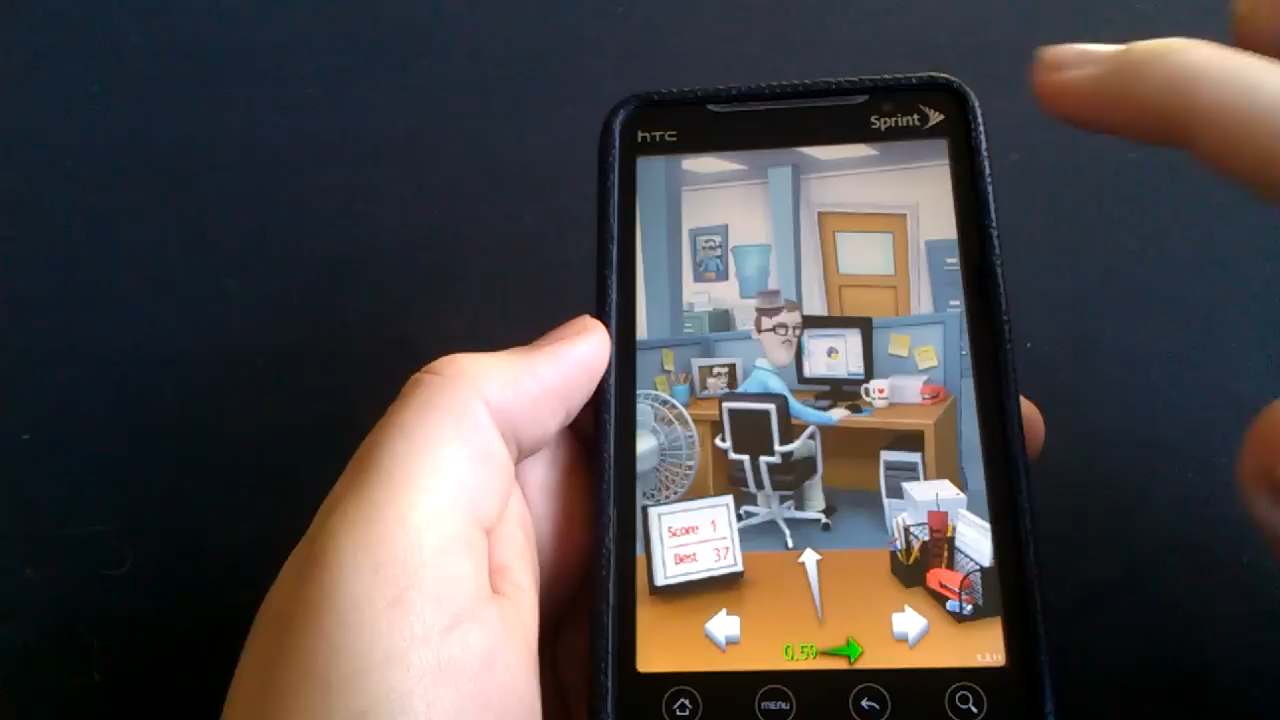 hTC
Sprint
I ♥
Score 1
Best 37
0.59
MENU